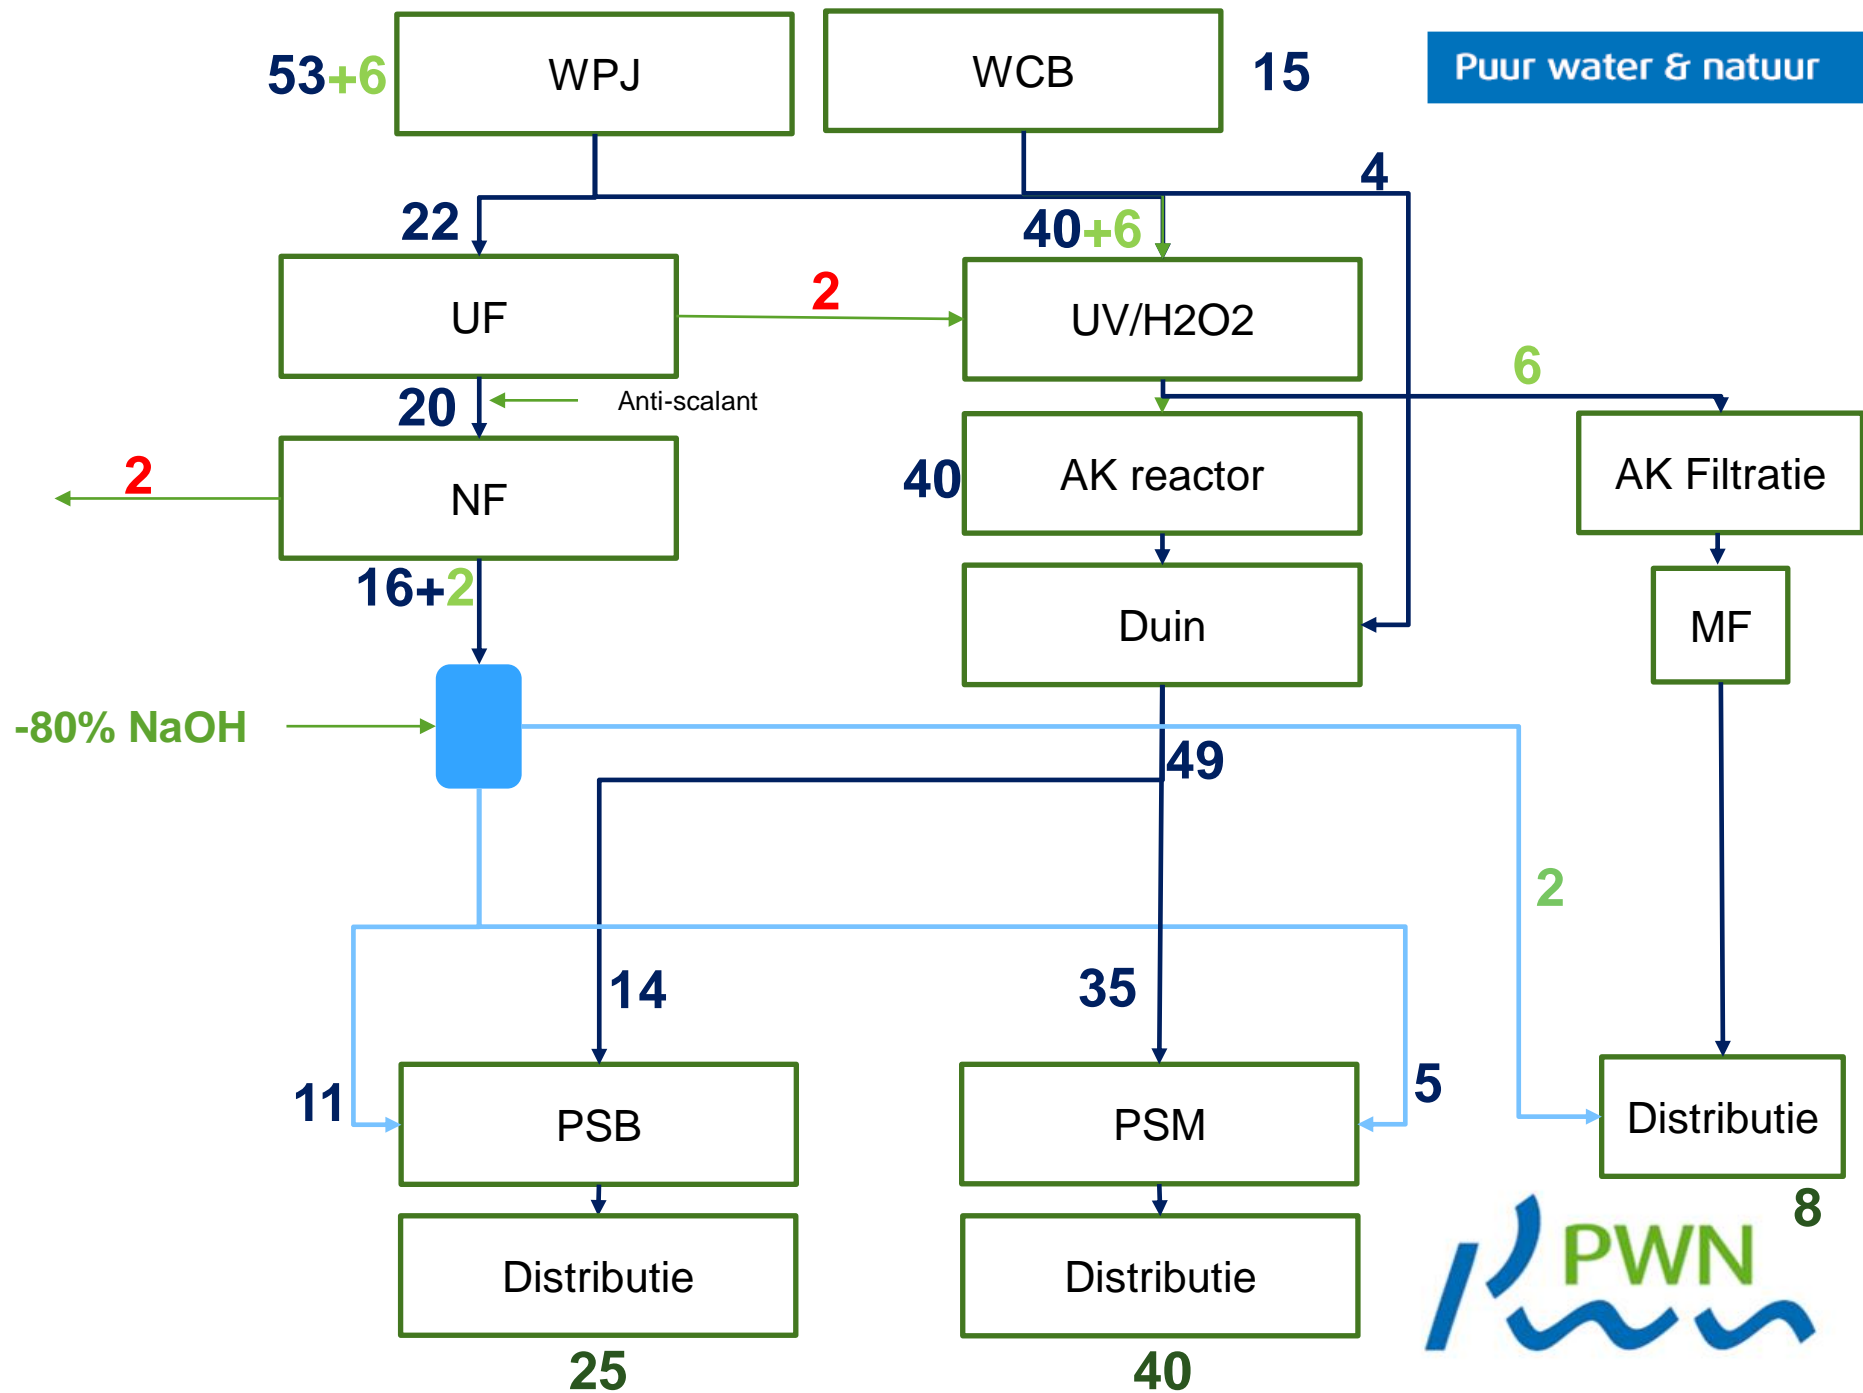 53+6
WPJ
WCB
15
Puur water & natuur
4
22
40+6
UF
2
UV/H2O2
6
20
Anti-scalant
2
NF
40
AK reactor
AK Filtratie
16+2
Duin
MF
-80% NaOH
49
2
14
35
11
PSB
PSM
5
Distributie
8
PWN
Distributie
Distributie
25
40